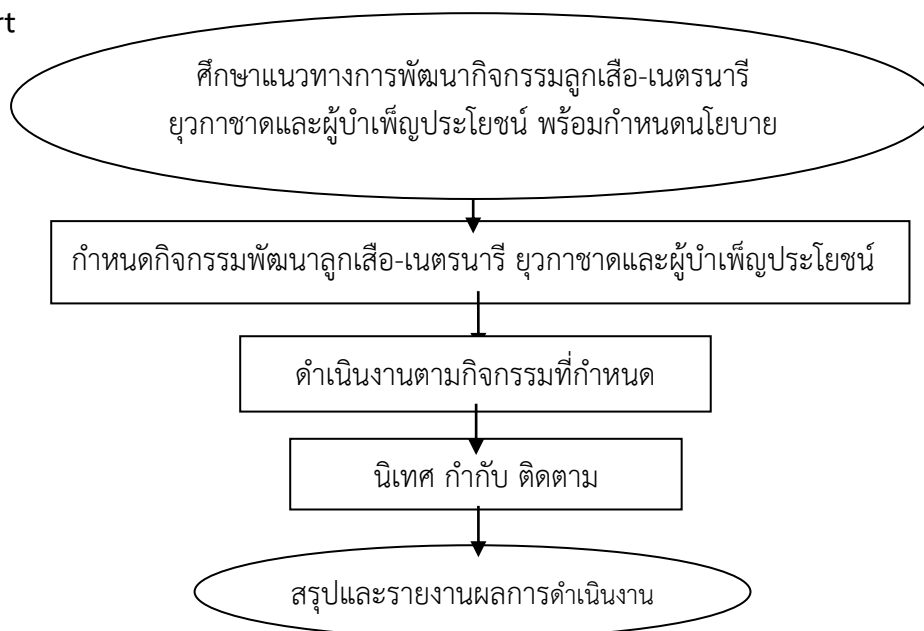 rt
ศึกษาแนวทางการพัฒนากิจกรรมลูกเสือ-เนตรนารี
ยุวกาชาดและผู้บำเพ็ญประโยชน์ พร้อมกำหนดนโยบาย
กำหนดกิจกรรมพัฒนาลูกเสือ-เนตรนารี ยุวกาชาดและผู้บำเพ็ญประโยชน์
ดำเนินงานตามกิจกรรมที่กำหนด
นิเทศ กำกับ ติดตาม
สรุปและรายงานผลการดำเนินงาน